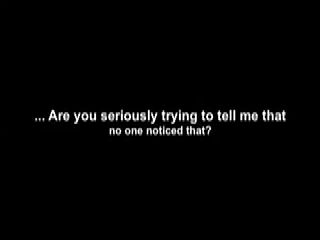 ... Are you seriously trying to tell me that
no one noticed that?